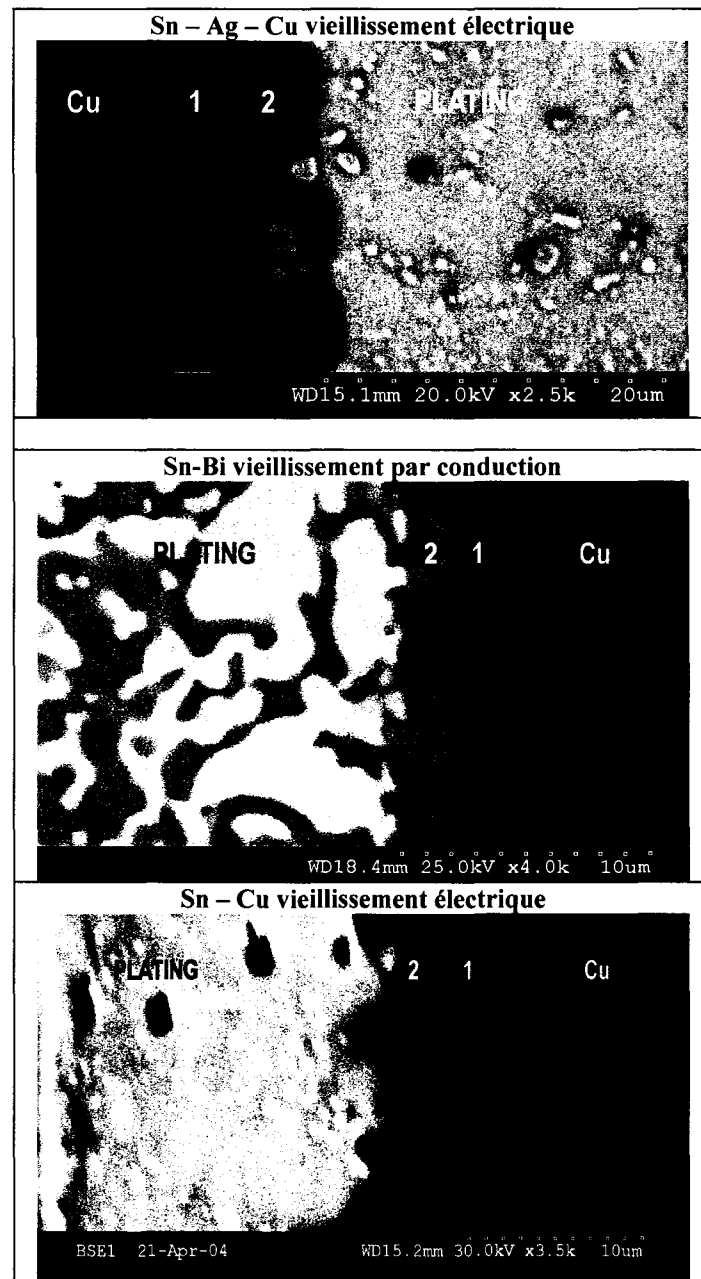 Sn – Ag – Cu vieillissement électrique
Cu 1 2 PLATING
WD15.1mm 20.0kV x2.5k 20um
Sn-Bi vieillissement par conduction
PLATING 2 1 Cu
WD18.4mm 25.0kV x4.0k 10um
Sn – Cu vieillissement électrique
PLATING 2 1 Cu
BSE1 21-Apr-04 WD15.2mm 30.0kV x3.5k 10um